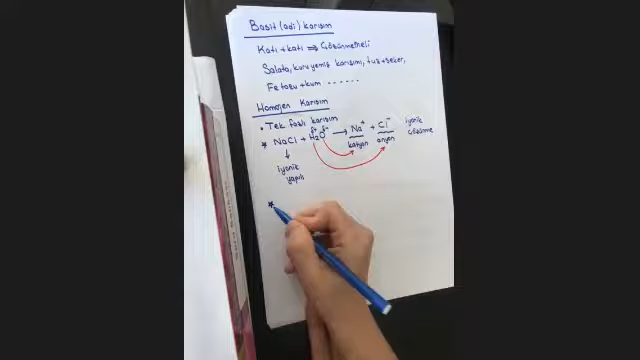 Basit (adi) karışım
Katı + katı ⇒ Çözünmemeli
Salata, kuruyemiş karışımı, tuz + şeker,
Fe tozu + kum ------
Homojen Karışım
• Tek fazlı karışım
* NaCl + H₂O → Na⁺ + Cl⁻ iyonik çözünme
δ+ δ-
katyon anyon
↓
iyonik
yapılı
*